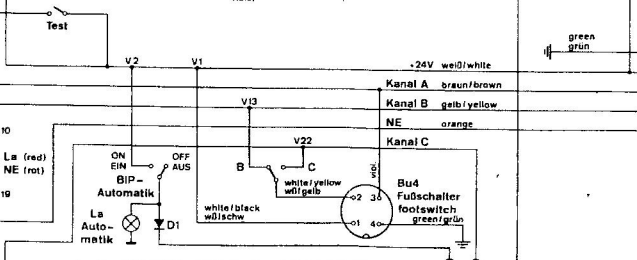 Test
green
grün
V2
V1
+24V weiß/white
Kanal A braun/brown
V13
Kanal B gelb/yellow
10
NE orange
V22
Kanal C
La (red)
NE (rot)
ON
EIN
OFF
AUS
B
C
viol.
19
BIP-
Automatik
white/yellow
wß/gelb
Bu4
Fußschalter
footswitch
green/grün
2
3
1
4
white/black
wß/schw
La
Auto-
matik
D1